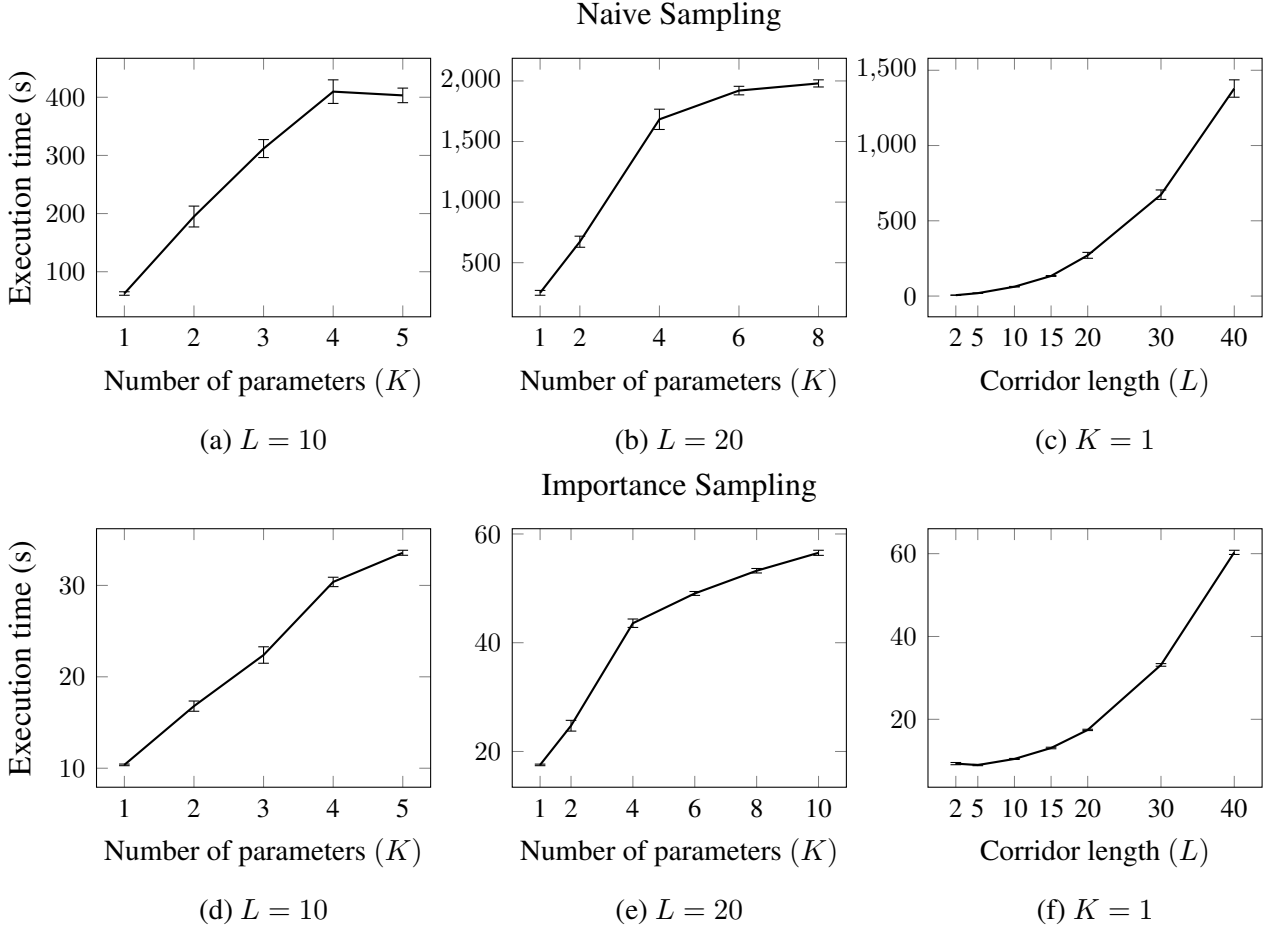 Naive Sampling
Execution time (s)
400
300
200
100
1 2 3 4 5
Number of parameters (K)
(a) L = 10
2,000
1,500
1,000
500
1 2 4 6 8
Number of parameters (K)
(b) L = 20
1,500
1,000
500
0
2 5 10 15 20 30 40
Corridor length (L)
(c) K = 1
Importance Sampling
Execution time (s)
30
20
10
1 2 3 4 5
Number of parameters (K)
(d) L = 10
60
40
20
1 2 4 6 8 10
Number of parameters (K)
(e) L = 20
60
40
20
2 5 10 15 20 30 40
Corridor length (L)
(f) K = 1